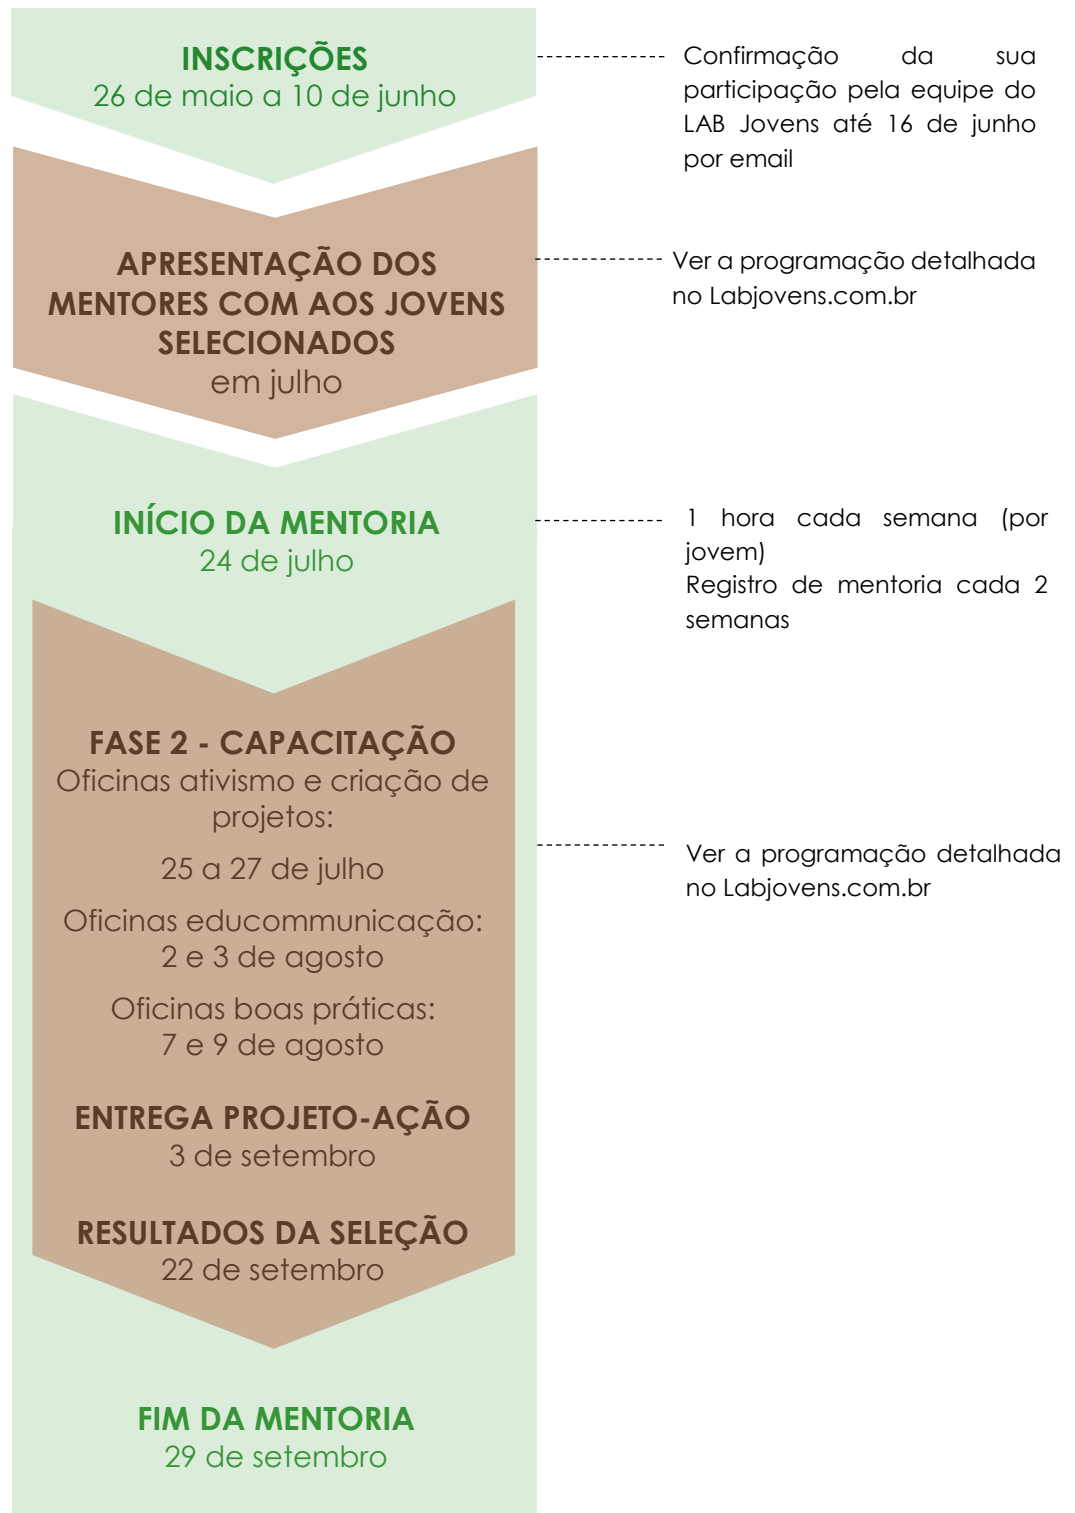 INSCRIÇÕES
26 de maio a 10 de junho
Confirmação da sua
participação pela equipe do
LAB Jovens até 16 de junho
por email
APRESENTAÇÃO DOS
MENTORES COM AOS JOVENS
SELECIONADOS
em julho
Ver a programação detalhada
no Labjovens.com.br
INÍCIO DA MENTORIA
24 de julho
1 hora cada semana (por
jovem)
Registro de mentoria cada 2
semanas
FASE 2 - CAPACITAÇÃO
Oficinas ativismo e criação de
projetos:
25 a 27 de julho
Oficinas educommunicação:
2 e 3 de agosto
Oficinas boas práticas:
7 e 9 de agosto
Ver a programação detalhada
no Labjovens.com.br
ENTREGA PROJETO-AÇÃO
3 de setembro
RESULTADOS DA SELEÇÃO
22 de setembro
FIM DA MENTORIA
29 de setembro